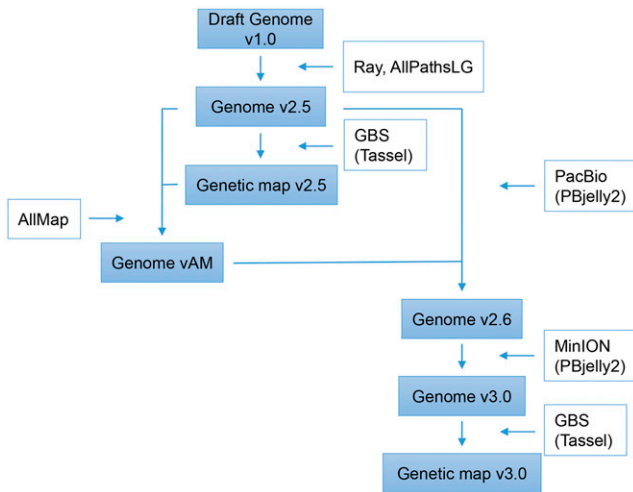 Draft Genome
v1.0
Ray, AllPathsLG
Genome v2.5
GBS
(Tassel)
Genetic map v2.5
PacBio
(PBjelly2)
AllMap
Genome vAM
Genome v2.6
MinION
(PBjelly2)
Genome v3.0
GBS
(Tassel)
Genetic map v3.0